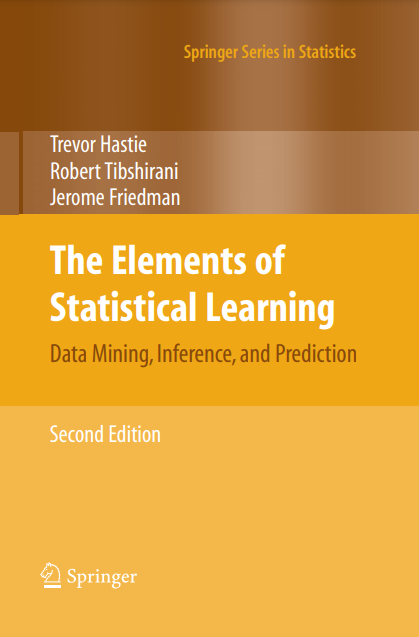 Springer Series in Statistics
Trevor Hastie
Robert Tibshirani
Jerome Friedman
The Elements of
Statistical Learning
Data Mining, Inference, and Prediction
Second Edition
Springer